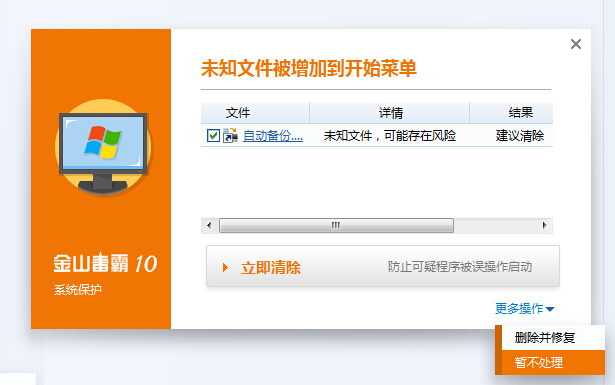 未知文件被增加到开始菜单
文件 详情 结果
自动备份.... 未知文件，可能存在风险 建议清除
立即清除 防止可疑程序被误操作启动
金山毒霸 10
系统保护
更多操作
删除并修复
暂不处理